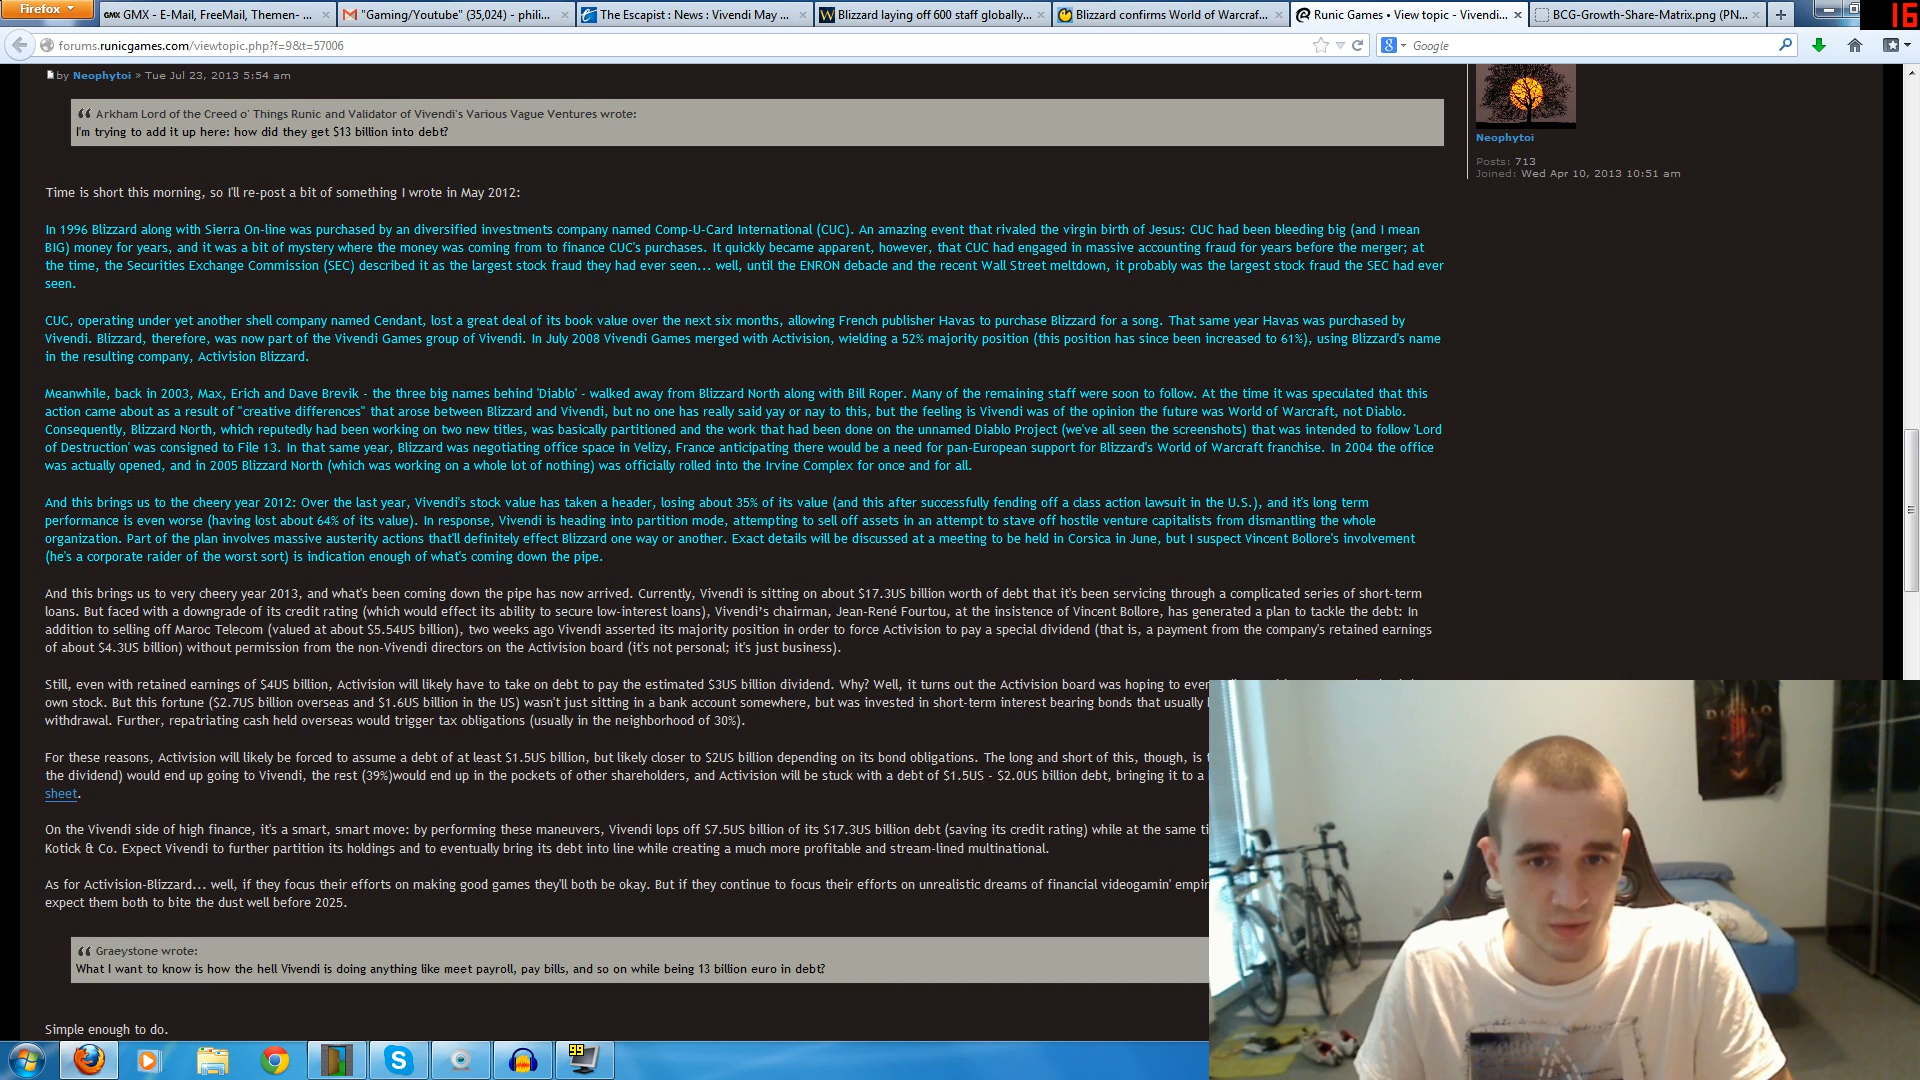 Firefox
GMX - E-Mail, FreeMail, Themen- ...
"Gaming/Youtube" (35,024) - phili...
The Escapist : News : Vivendi May ...
Blizzard laying off 600 staff globally...
Blizzard confirms World of Warcraf...
Runic Games • View topic - Vivendi...
BCG-Growth-Share-Matrix.png (PN...
16
forums.runicgames.com/viewtopic.php?f=9&t=57006
Google
by Neophytoi » Tue Jul 23, 2013 5:54 am
Arkham Lord of the Creed o' Things Runic and Validator of Vivendi's Various Vague Ventures wrote:
I'm trying to add it up here: how did they get $13 billion into debt?
Neophytoi
Posts: 713
Joined: Wed Apr 10, 2013 10:51 am
Time is short this morning, so I'll re-post a bit of something I wrote in May 2012:
In 1996 Blizzard along with Sierra On-line was purchased by an diversified investments company named Comp-U-Card International (CUC). An amazing event that rivaled the virgin birth of Jesus: CUC had been bleeding big (and I mean
BIG) money for years, and it was a bit of mystery where the money was coming from to finance CUC's purchases. It quickly became apparent, however, that CUC had engaged in massive accounting fraud for years before the merger; at
the time, the Securities Exchange Commission (SEC) described it as the largest stock fraud they had ever seen... well, until the ENRON debacle and the recent Wall Street meltdown, it probably was the largest stock fraud the SEC had ever
seen.
CUC, operating under yet another shell company named Cendant, lost a great deal of its book value over the next six months, allowing French publisher Havas to purchase Blizzard for a song. That same year Havas was purchased by
Vivendi. Blizzard, therefore, was now part of the Vivendi Games group of Vivendi. In July 2008 Vivendi Games merged with Activision, wielding a 52% majority position (this position has since been increased to 61%), using Blizzard's name
in the resulting company, Activision Blizzard.
Meanwhile, back in 2003, Max, Erich and Dave Brevik - the three big names behind 'Diablo' - walked away from Blizzard North along with Bill Roper. Many of the remaining staff were soon to follow. At the time it was speculated that this
action came about as a result of "creative differences" that arose between Blizzard and Vivendi, but no one has really said yay or nay to this, but the feeling is Vivendi was of the opinion the future was World of Warcraft, not Diablo.
Consequently, Blizzard North, which reputedly had been working on two new titles, was basically partitioned and the work that had been done on the unnamed Diablo Project (we've all seen the screenshots) that was intended to follow 'Lord
of Destruction' was consigned to File 13. In that same year, Blizzard was negotiating office space in Velizy, France anticipating there would be a need for pan-European support for Blizzard's World of Warcraft franchise. In 2004 the office
was actually opened, and in 2005 Blizzard North (which was working on a whole lot of nothing) was officially rolled into the Irvine Complex for once and for all.
And this brings us to the cheery year 2012: Over the last year, Vivendi's stock value has taken a header, losing about 35% of its value (and this after successfully fending off a class action lawsuit in the U.S.), and it's long term
performance is even worse (having lost about 64% of its value). In response, Vivendi is heading into partition mode, attempting to sell off assets in an attempt to stave off hostile venture capitalists from dismantling the whole
organization. Part of the plan involves massive austerity actions that'll definitely effect Blizzard one way or another. Exact details will be discussed at a meeting to be held in Corsica in June, but I suspect Vincent Bollore's involvement
(he's a corporate raider of the worst sort) is indication enough of what's coming down the pipe.
And this brings us to very cheery year 2013, and what's been coming down the pipe has now arrived. Currently, Vivendi is sitting on about $17.3US billion worth of debt that it's been servicing through a complicated series of short-term
loans. But faced with a downgrade of its credit rating (which would effect its ability to secure low-interest loans), Vivendi's chairman, Jean-René Fourtou, at the insistence of Vincent Bollore, has generated a plan to tackle the debt: In
addition to selling off Maroc Telecom (valued at about $5.54US billion), two weeks ago Vivendi asserted its majority position in order to force Activision to pay a special dividend (that is, a payment from the company's retained earnings
of about $4.3US billion) without permission from the non-Vivendi directors on the Activision board (it's not personal; it's just business).
Still, even with retained earnings of $4US billion, Activision will likely have to take on debt to pay the estimated $3US billion dividend. Why? Well, it turns out the Activision board was hoping to
own stock. But this fortune ($2.7US billion overseas and $1.6US billion in the US) wasn't just sitting in a bank account somewhere, but was invested in short-term interest bearing bonds that usually
withdrawal. Further, repatriating cash held overseas would trigger tax obligations (usually in the neighborhood of 30%).
For these reasons, Activision will likely be forced to assume a debt of at least $1.5US billion, but likely closer to $2US billion depending on its bond obligations. The long and short of this, though, is
the dividend) would end up going to Vivendi, the rest (39%)would end up in the pockets of other shareholders, and Activision will be stuck with a debt of $1.5US - $2.0US billion debt, bringing it to a
sheet.
On the Vivendi side of high finance, it's a smart, smart move: by performing these maneuvers, Vivendi lops off $7.5US billion of its $17.3US billion debt (saving its credit rating) while at the same
Kotick & Co. Expect Vivendi to further partition its holdings and to eventually bring its debt into line while creating a much more profitable and stream-lined multinational.
As for Activision-Blizzard... well, if they focus their efforts on making good games they'll both be okay. But if they continue to focus their efforts on unrealistic dreams of financial videogamin'
expect them both to bite the dust well before 2025.
Graeystone wrote:
What I want to know is how the hell Vivendi is doing anything like meet payroll, pay bills, and so on while being 13 billion euro in debt?
Simple enough to do.
DIABLO
99